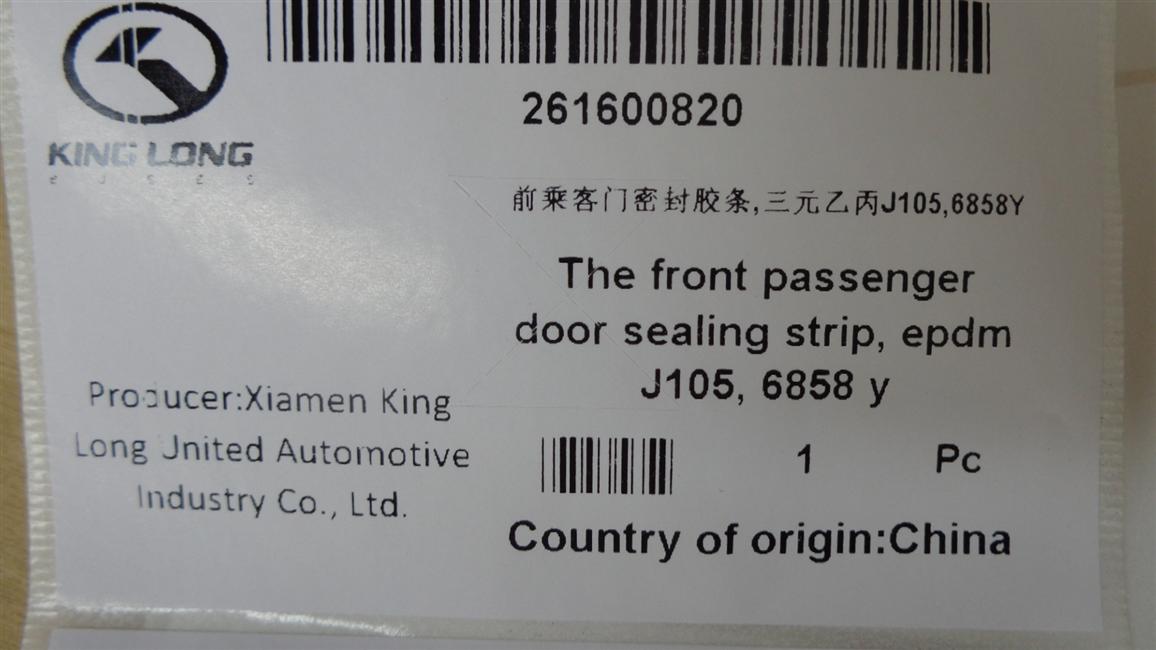 KING LONG
261600820
前乘客门密封胶条,三元乙丙J105,6858Y
The front passenger
door sealing strip, epdm
J105, 6858 y
Producer:Xiamen King
Long United Automotive
Industry Co., Ltd.
1 Pc
Country of origin:China